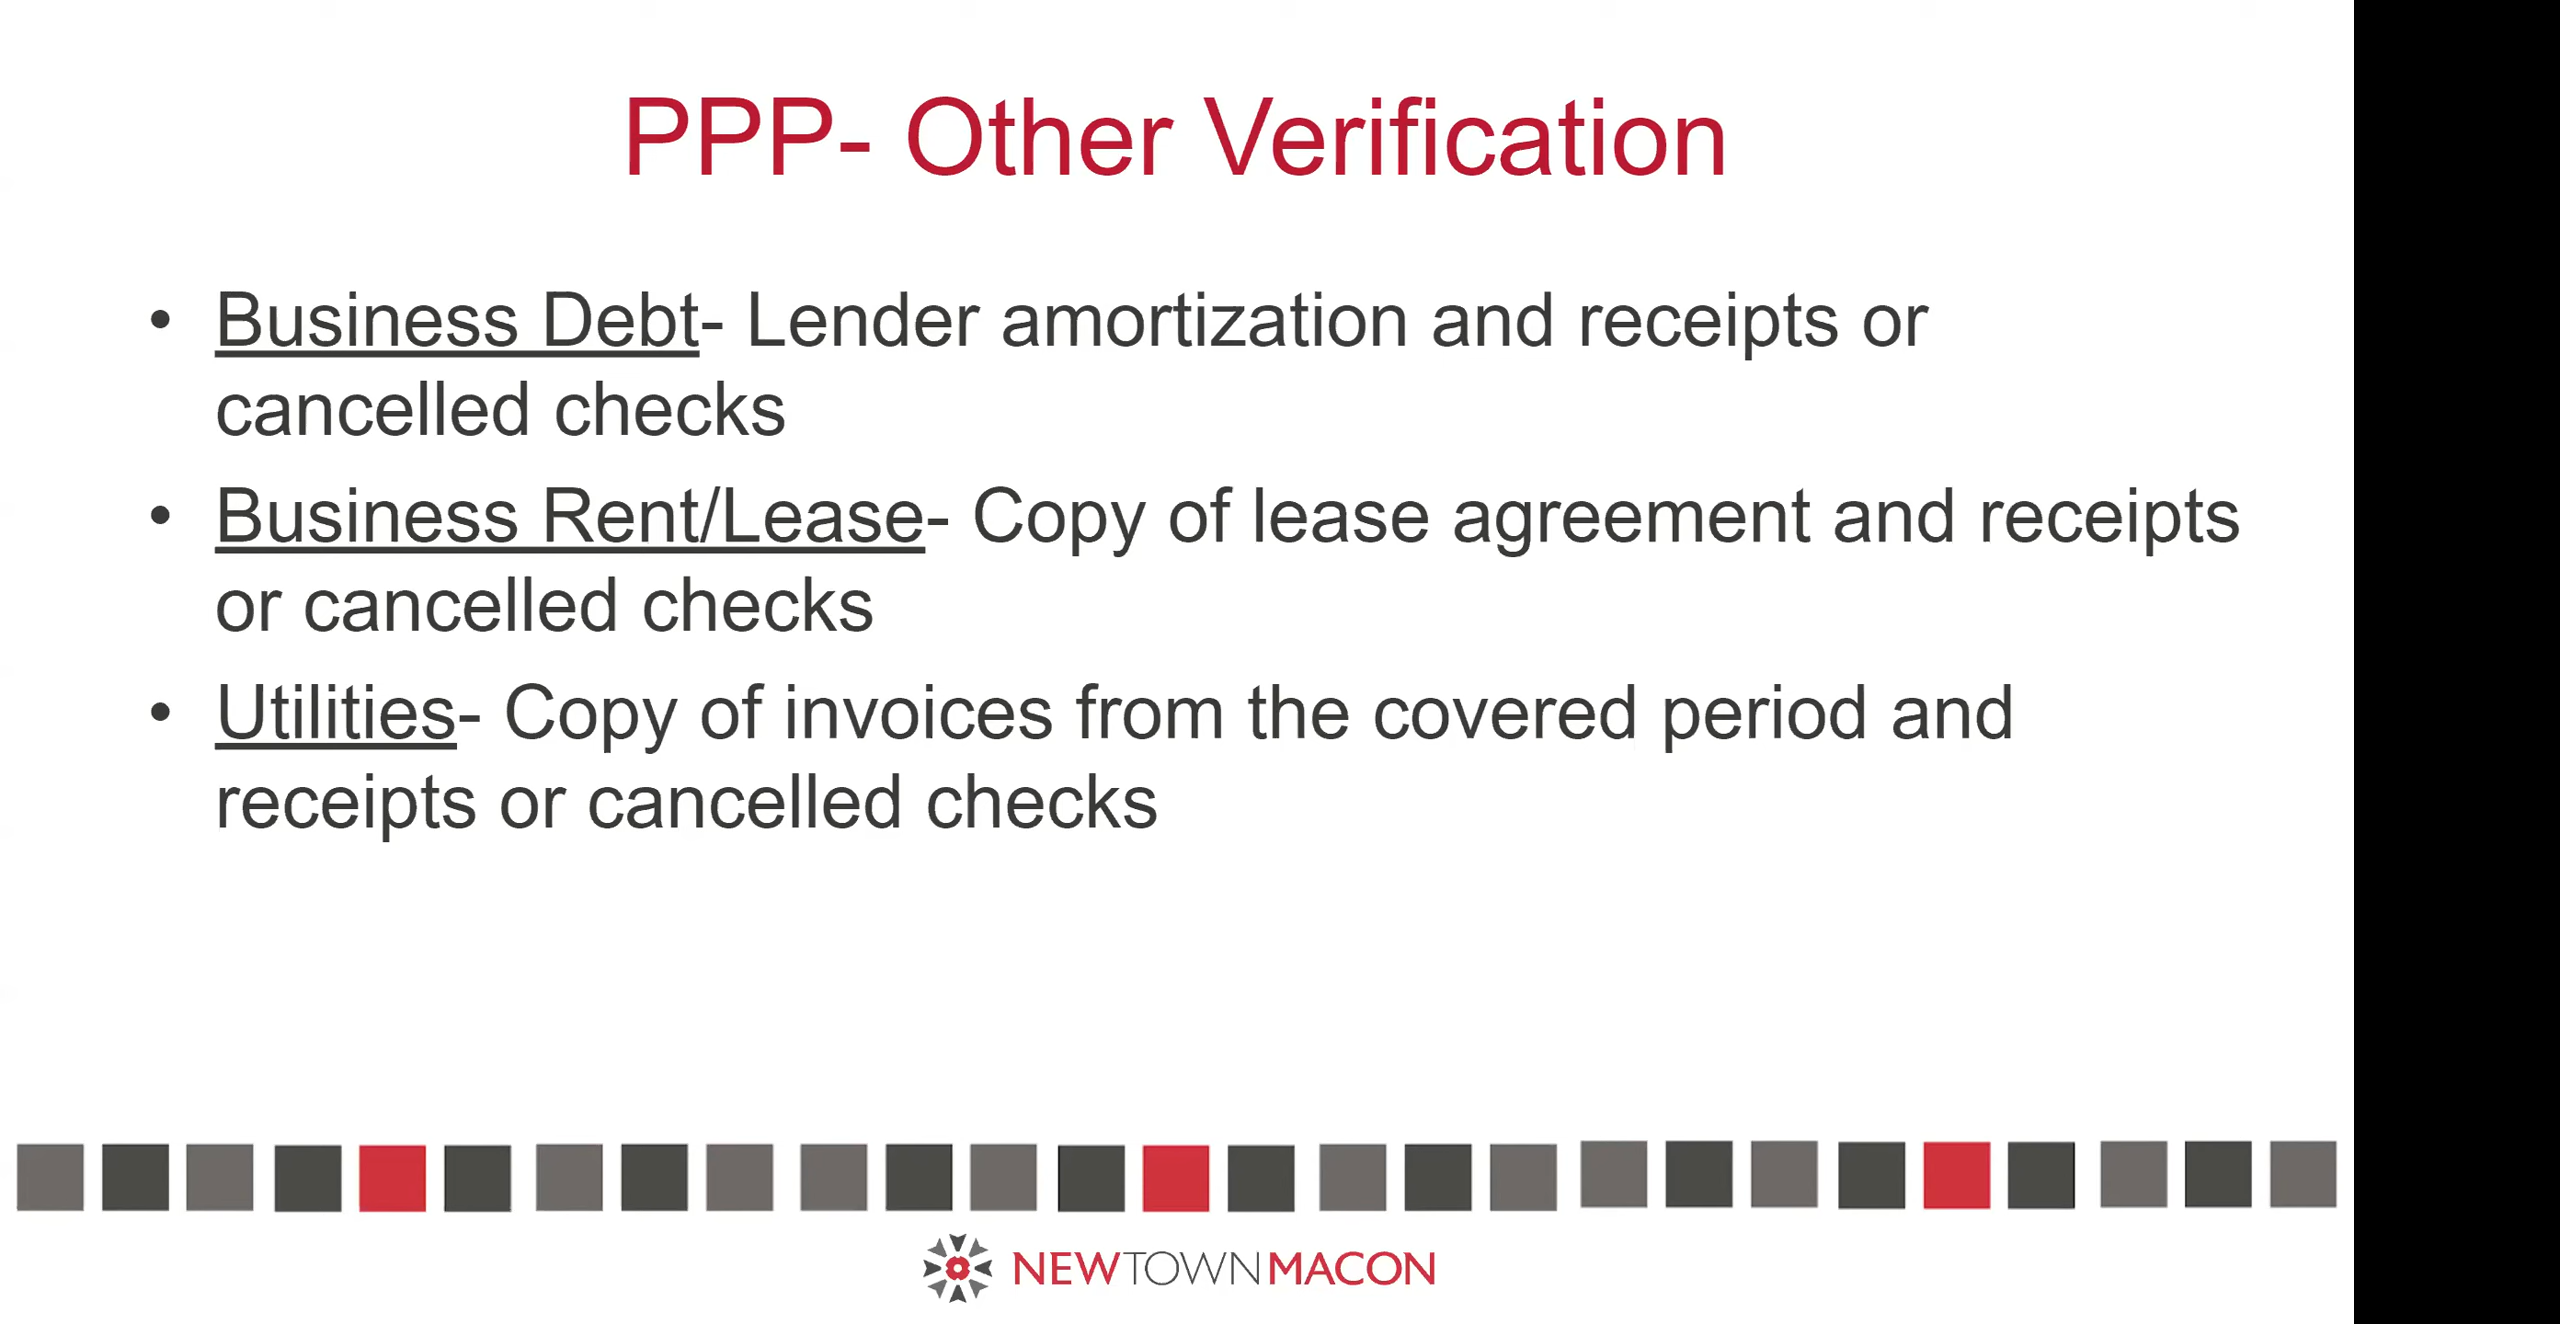 PPP- Other Verification
• Business Debt- Lender amortization and receipts or
cancelled checks
• Business Rent/Lease- Copy of lease agreement and receipts
or cancelled checks
• Utilities- Copy of invoices from the covered period and
receipts or cancelled checks
NEWTOWNMACON